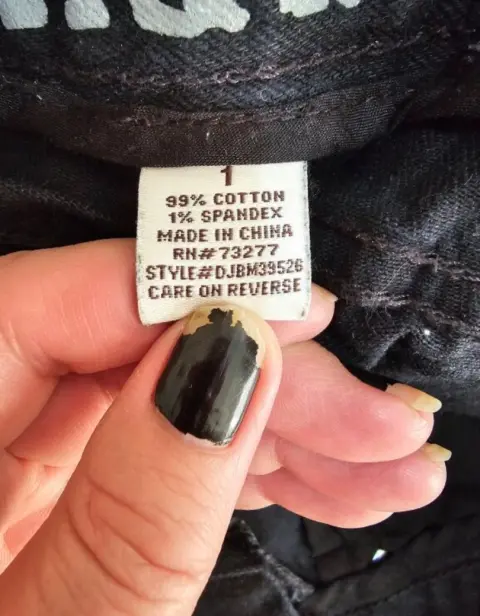 1
99% COTTON
1% SPANDEX
MADE IN CHINA
RN#73277
STYLE#DJBM39526
CARE ON REVERSE